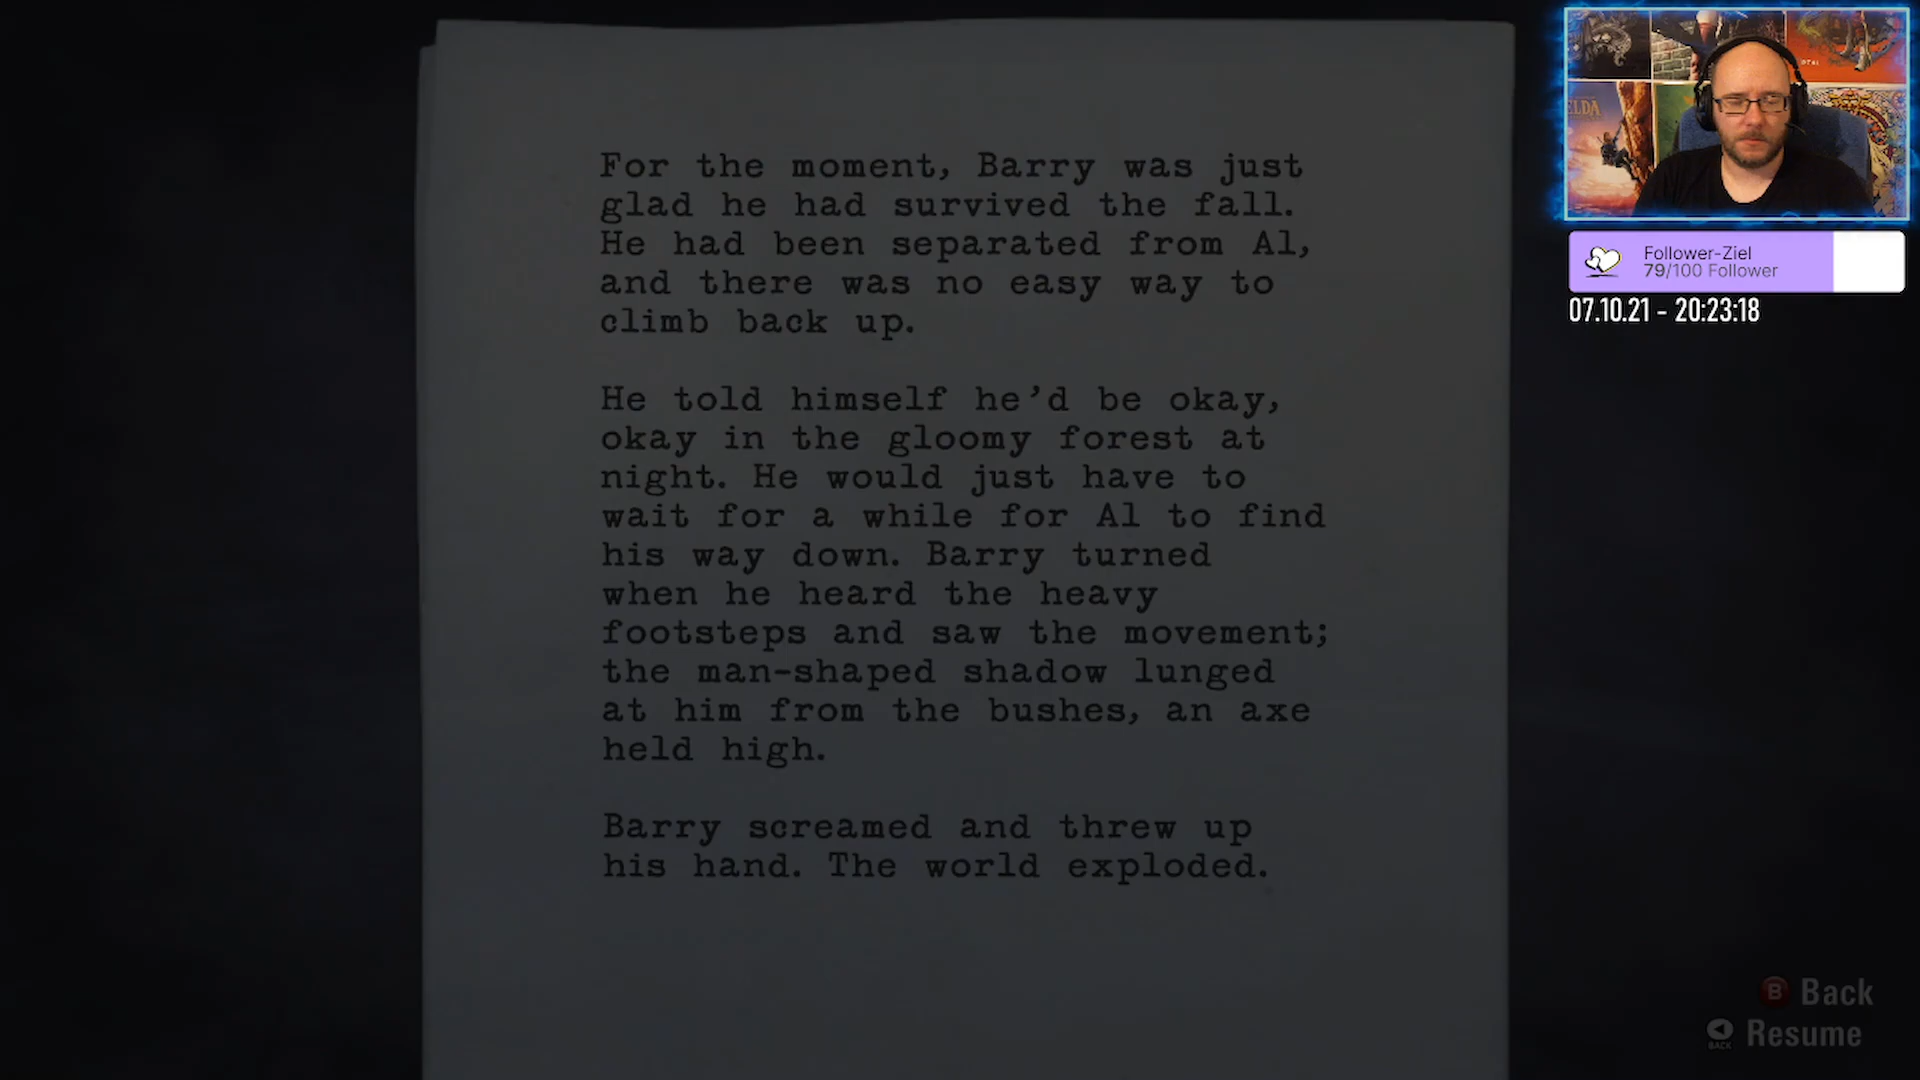 For the moment, Barry was just
glad he had survived the fall.
He had been separated from Al,
and there was no easy way to
climb back up.
He told himself he’d be okay,
okay in the gloomy forest at
night. He would just have to
wait for a while for Al to find
his way down. Barry turned
when he heard the heavy
footsteps and saw the movement;
the man-shaped shadow lunged
at him from the bushes, an axe
held high.
Barry screamed and threw up
his hand. The world exploded.
ELDA
Follower-Ziel
79/100 Follower
07.10.21 - 20:23:18
B Back
BACK Resume